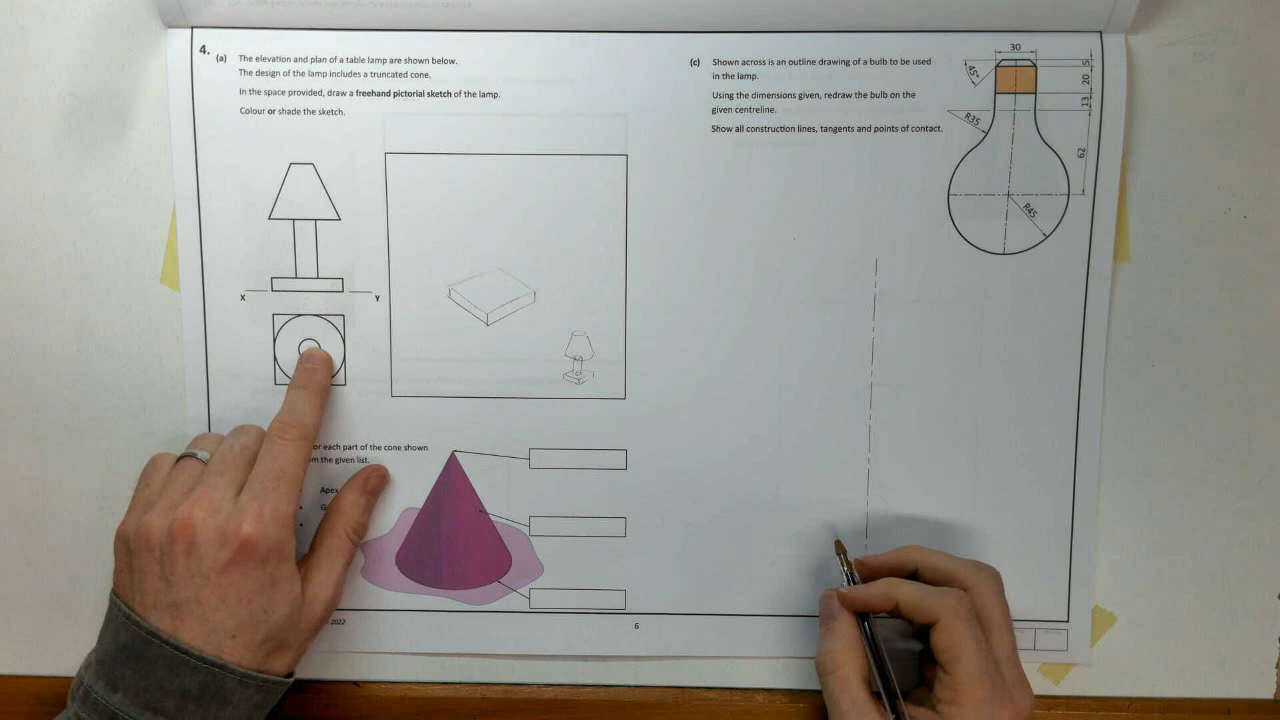 4.
(a) The elevation and plan of a table lamp are shown below.
The design of the lamp includes a truncated cone.
In the space provided, draw a freehand pictorial sketch of the lamp.
Colour or shade the sketch.
X
Y
or each part of the cone shown
m the given list.
Apex
G
2022
6
(c) Shown across is an outline drawing of a bulb to be used
in the lamp.
Using the dimensions given, redraw the bulb on the
given centreline.
Show all construction lines, tangents and points of contact.
30
45°
5
20
13
R35
62
R45